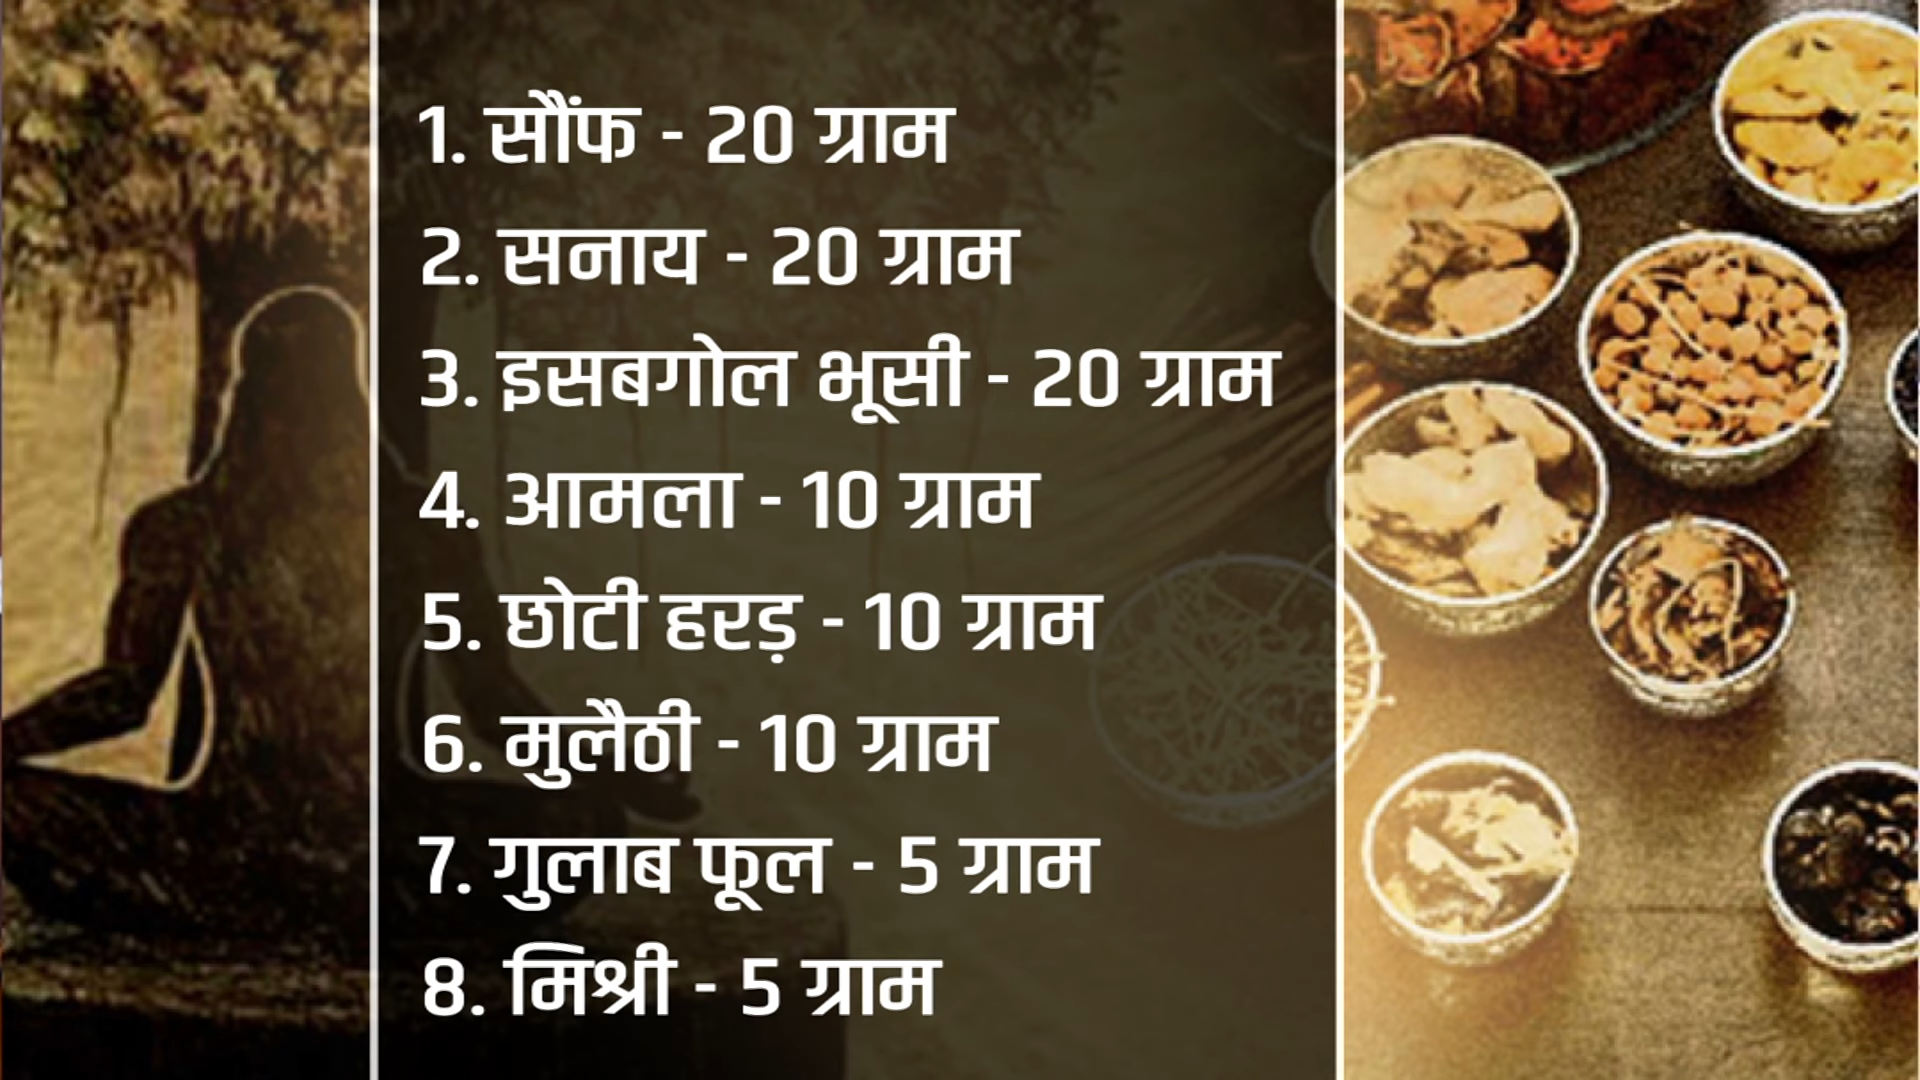 1. सौंफ - 20 ग्राम
2. सनाय - 20 ग्राम
3. इसबगोल भूसी - 20 ग्राम
4. आमला - 10 ग्राम
5. छोटी हरड़ - 10 ग्राम
6. मुलैठी - 10 ग्राम
7. गुलाब फूल - 5 ग्राम
8. मिश्री - 5 ग्राम